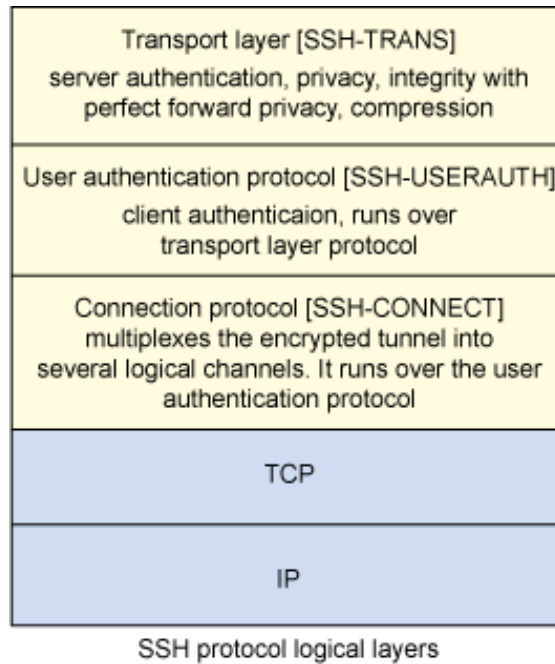 Transport layer [SSH-TRANS]
server authentication, privacy, integrity with
perfect forward privacy, compression
User authentication protocol [SSH-USERAUTH]
client authenticaion, runs over
transport layer protocol
Connection protocol [SSH-CONNECT]
multiplexes the encrypted tunnel into
several logical channels. It runs over the user
authentication protocol
TCP
IP
SSH protocol logical layers